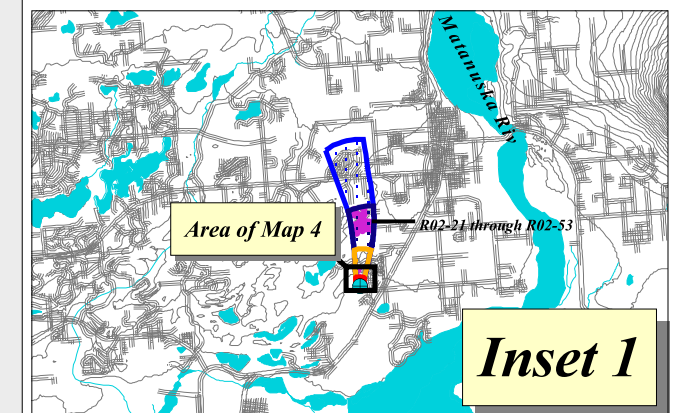 Matanuska Riv
Area of Map 4
R02-21 through R02-53
Inset 1